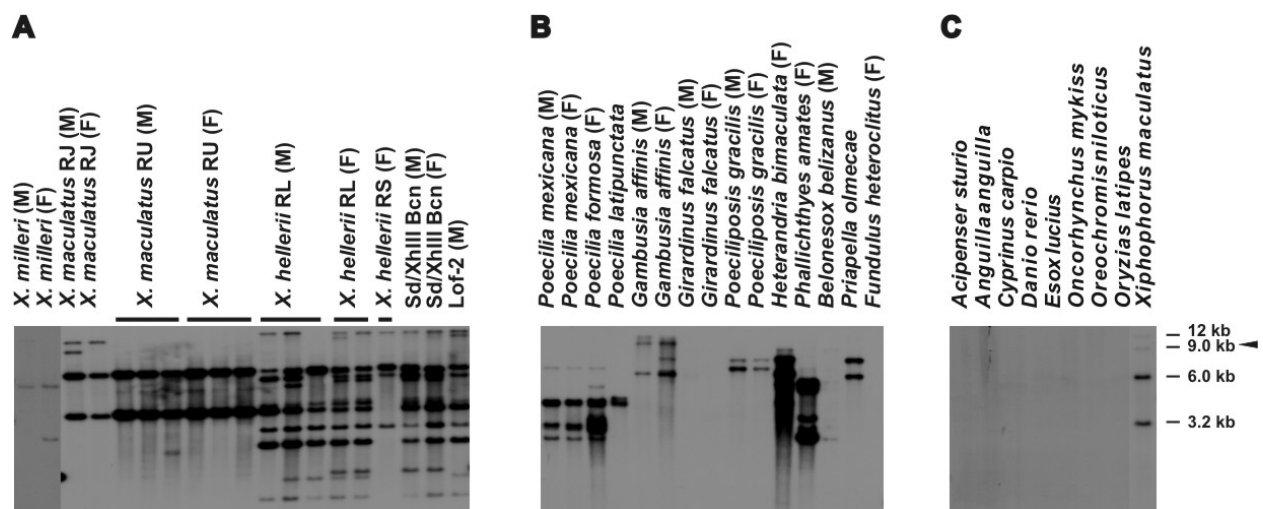 A
X. milleri (M)
X. milleri (F)
X. maculatus RJ (M)
X. maculatus RJ (F)
X. maculatus RU (M)
X. maculatus RU (F)
X. hellerii RL (M)
X. hellerii RL (F)
X. hellerii RS (F)
Sd/XhIII Bcn (M)
Sd/XhIII Bcn (F)
Lof-2 (M)
B
Poecilia mexicana (M)
Poecilia mexicana (F)
Poecilia formosa (F)
Poecilia latipunctata
Gambusia affinis (M)
Gambusia affinis (F)
Girardinus falcatus (M)
Girardinus falcatus (F)
Poeciliposis gracilis (M)
Poeciliposis gracilis (F)
Heterandria bimaculata (F)
Phallichthyes amates (F)
Belonesox belizanus (M)
Priapella olmecae
Fundulus heteroclitus (F)
C
Acipenser sturio
Anguilla anguilla
Cyprinus carpio
Danio rerio
Esox lucius
Oncorhynchus mykiss
Oreochromis niloticus
Oryzias latipes
Xiphophorus maculatus
12 kb
9.0 kb
6.0 kb
3.2 kb